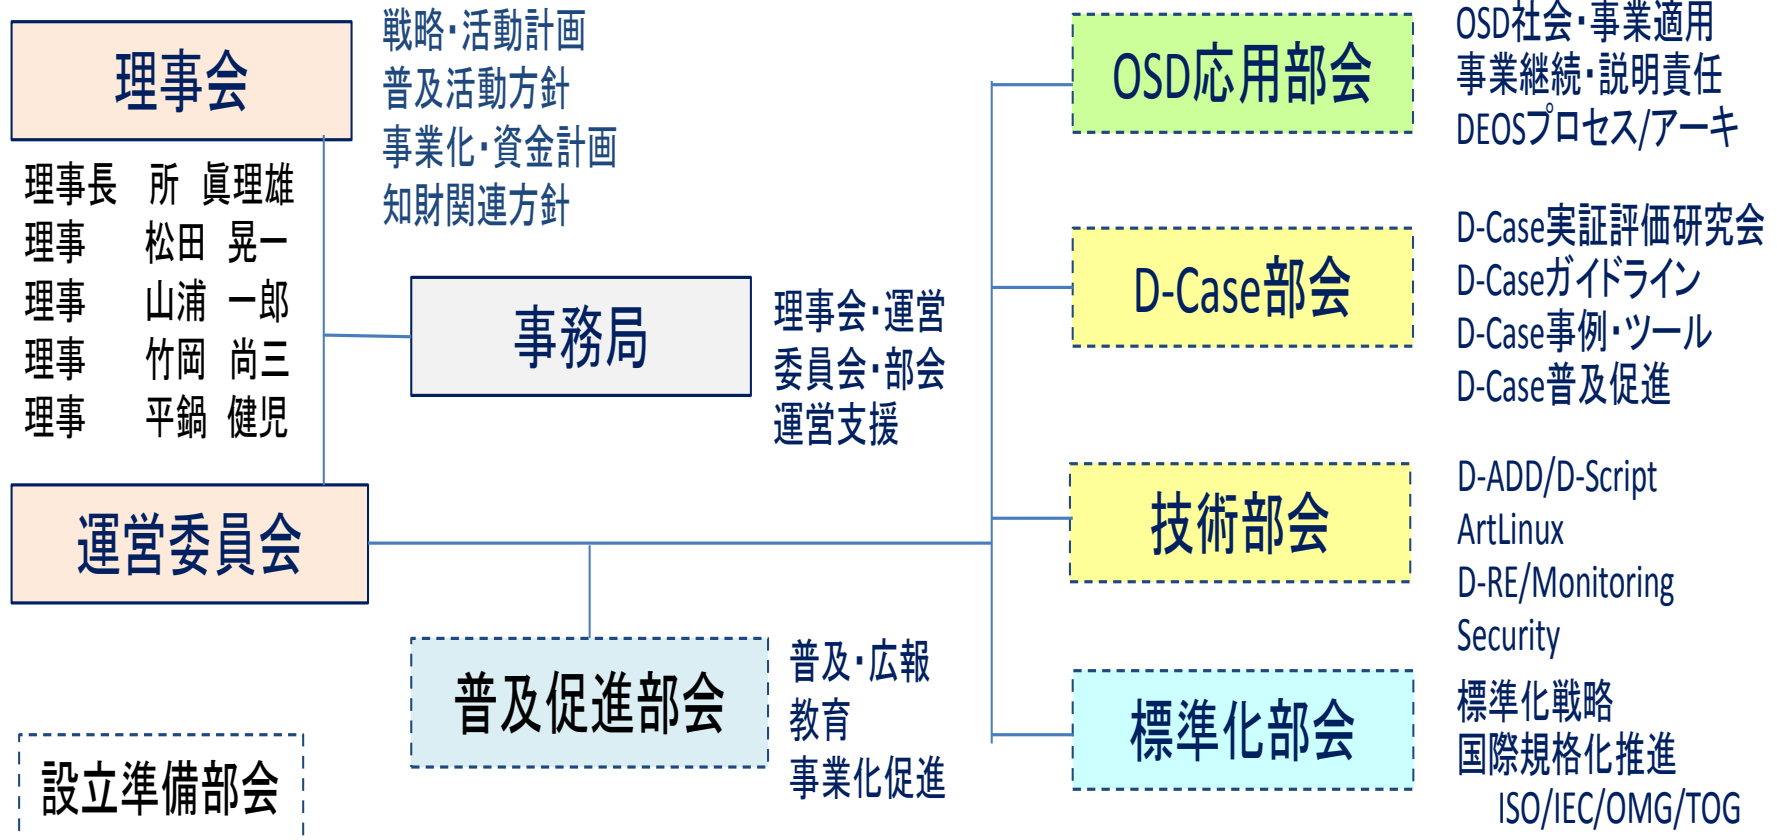 理事会
戦略・活動計画
普及活動方針
事業化・資金計画
知財関連方針
理事長 所 眞理雄
理事 松田 晃一
理事 山浦 一郎
理事 竹岡 尚三
理事 平鍋 健児
事務局
理事会・運営
委員会・部会
運営支援
運営委員会
普及促進部会
普及・広報
教育
事業化促進
設立準備部会
OSD応用部会
OSD社会・事業適用
事業継続・説明責任
DEOSプロセス/アーキ
D-Case部会
D-Case実証評価研究会
D-Caseガイドライン
D-Case事例・ツール
D-Case普及促進
技術部会
D-ADD/D-Script
ArtLinux
D-RE/Monitoring
Security
標準化部会
標準化戦略
国際規格化推進
ISO/IEC/OMG/TOG